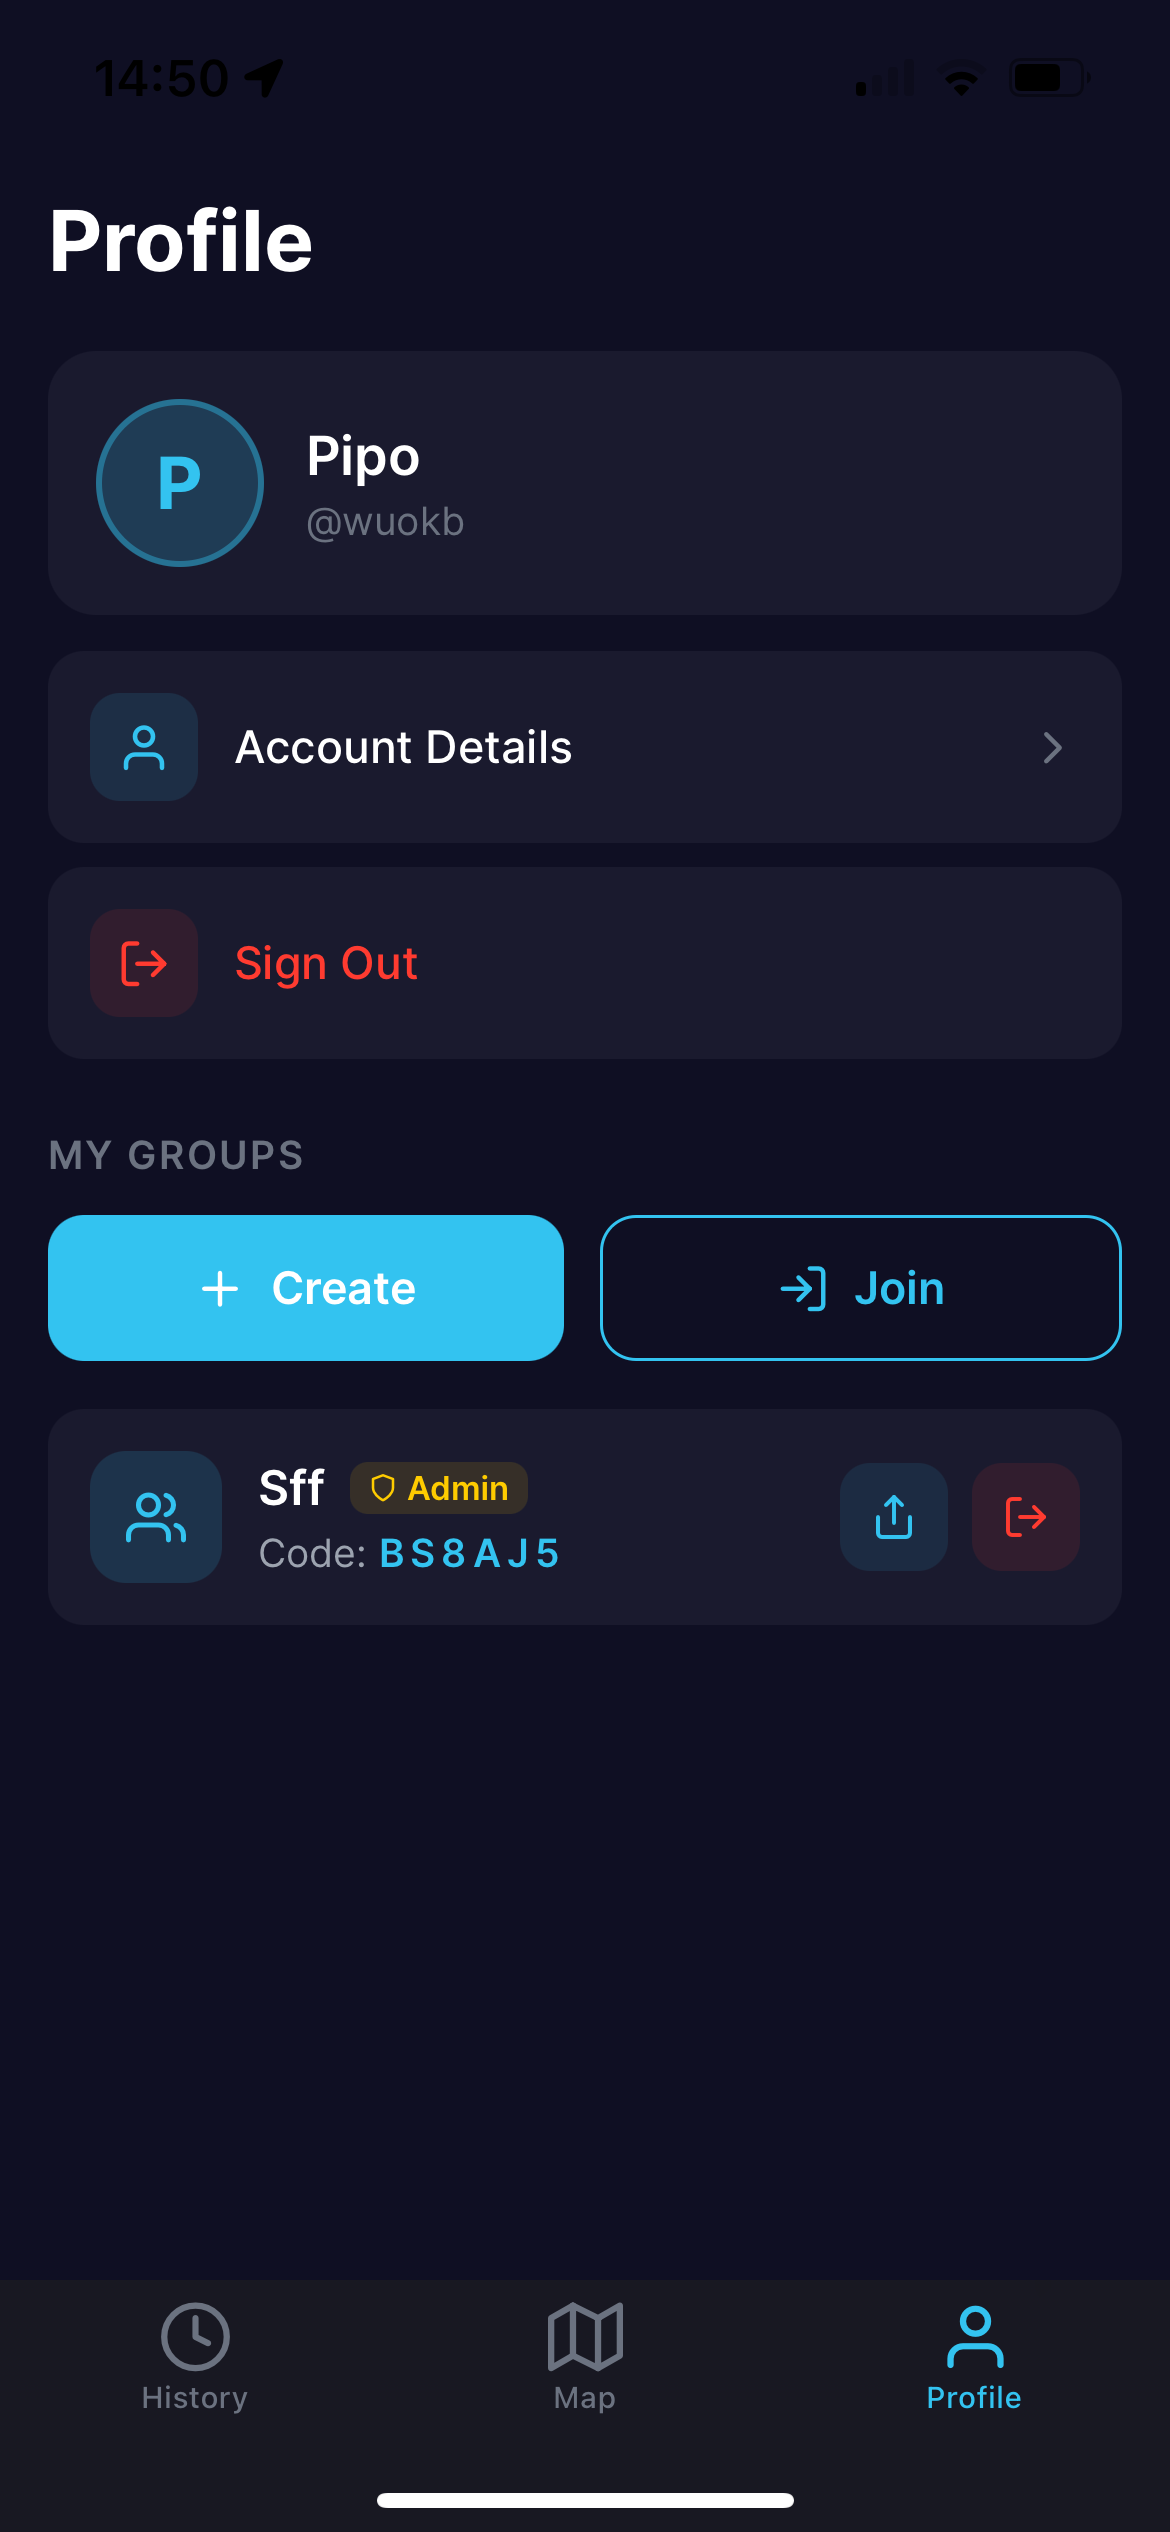 14:50
Profile
P
Pipo
@wuokb
Account Details
Sign Out
MY GROUPS
Create
Join
Sff
Admin
Code: BS8AJ5
History
Map
Profile